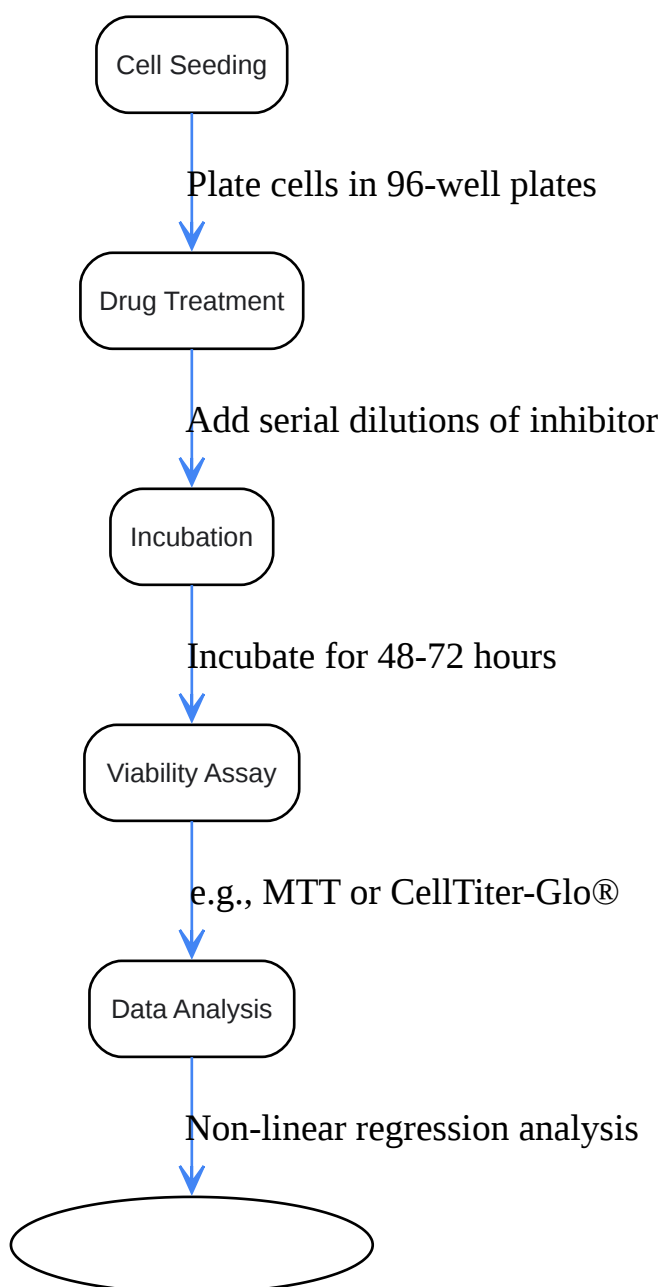 Cell Seeding
Plate cells in 96-well plates
Drug Treatment
Add serial dilutions of inhibitor
Incubation
Incubate for 48-72 hours
Viability Assay
e.g., MTT or CellTiter-Glo®
Data Analysis
Non-linear regression analysis